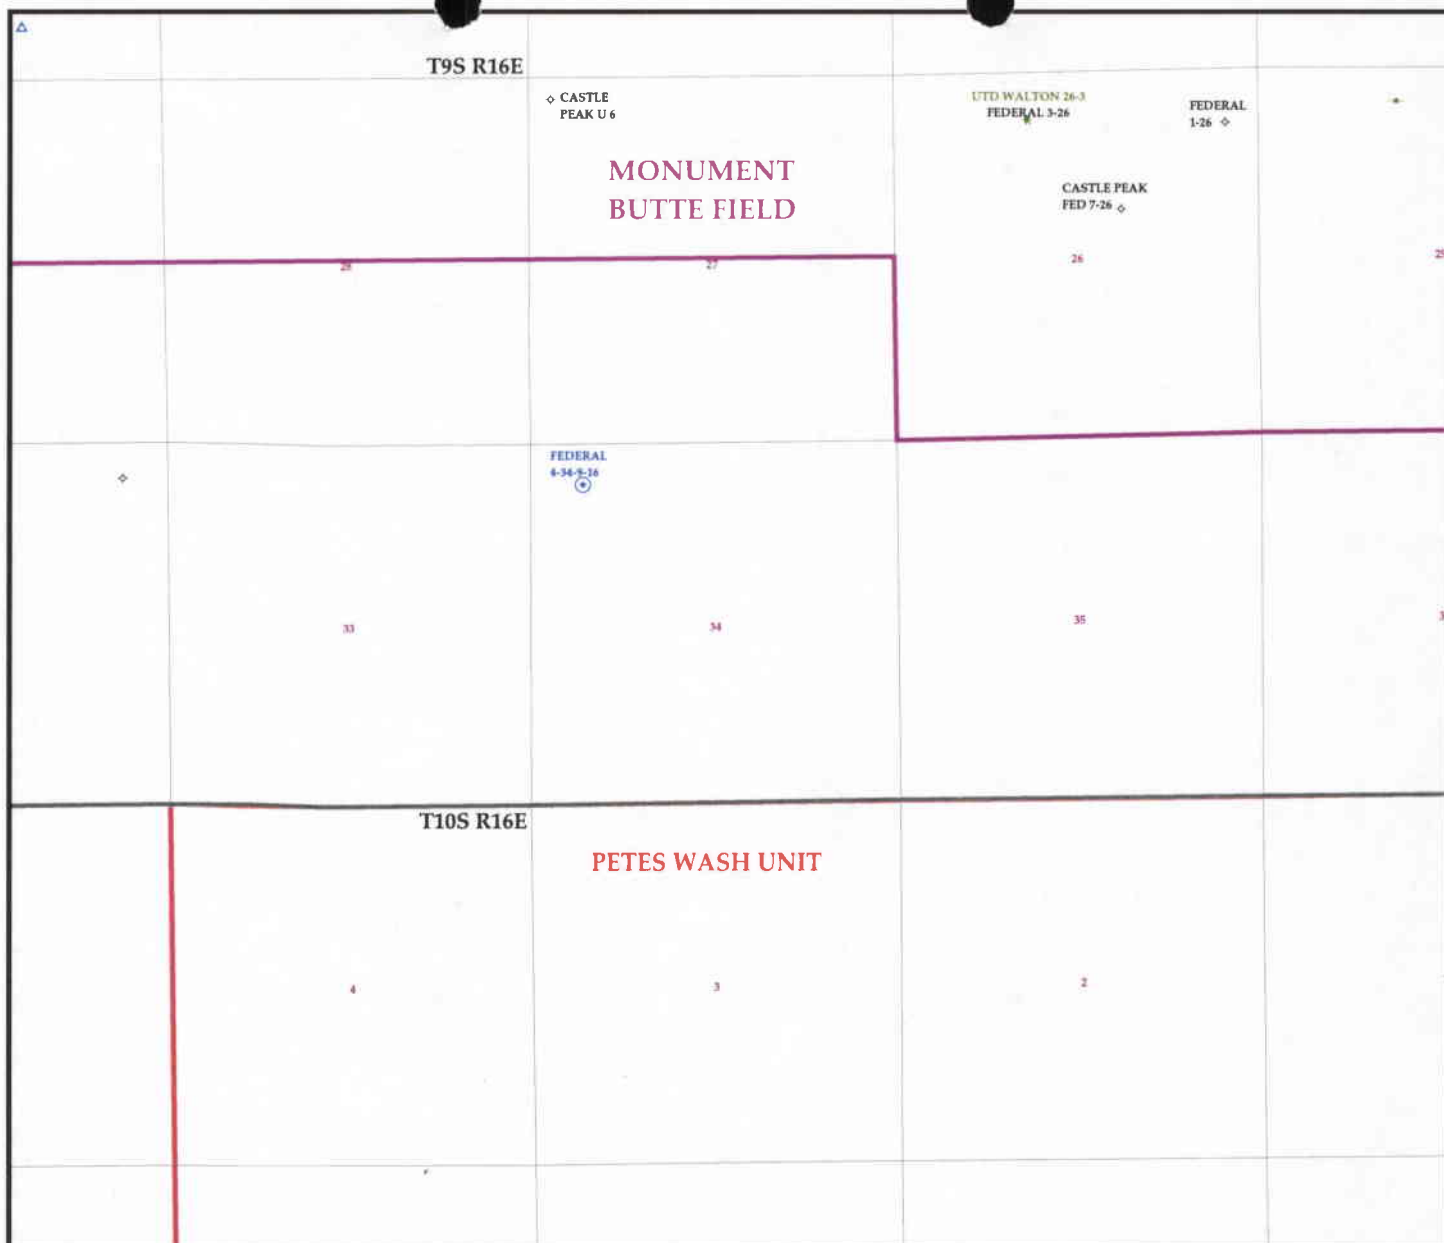 T9S R16E
CASTLE
PEAK U 6
UTD WALTON 26-3
FEDERAL 3-26
FEDERAL
1-26
MONUMENT
BUTTE FIELD
CASTLE PEAK
FED 7-26
28
27
26
25
FEDERAL
4-34-9-16
33
34
35
3
T10S R16E
PETES WASH UNIT
4
3
2